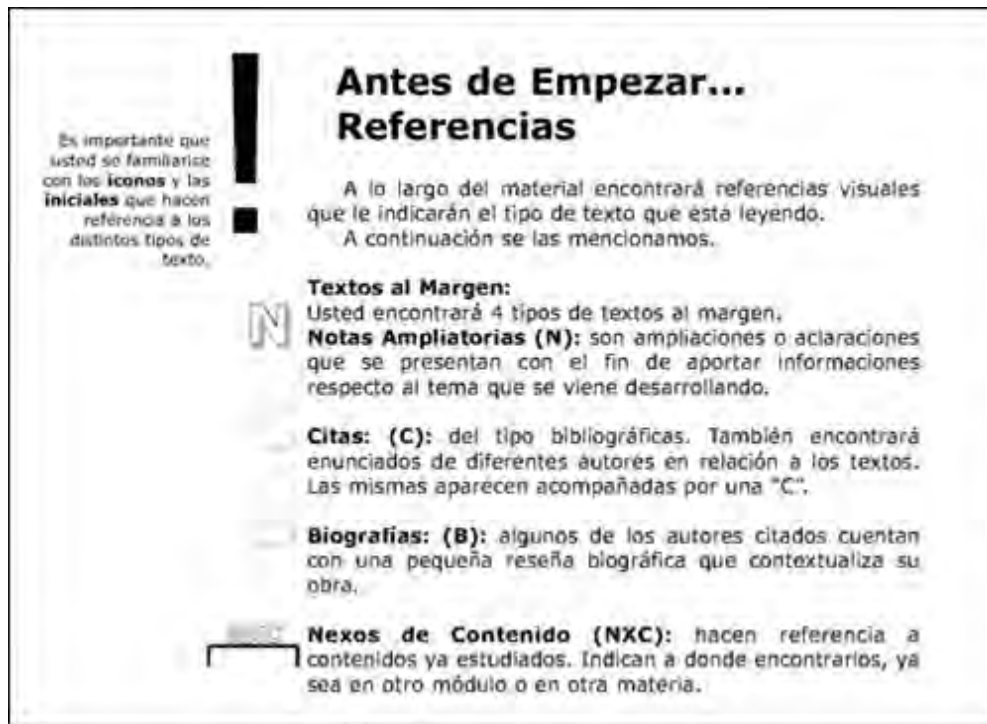 Antes de Empezar...
Referencias
Es importante que
usted se familiarice
con los iconos y las
iniciales que hacen
referencia a los
distintos tipos de
texto.
A lo largo del material encontrará referencias visuales
que le indicarán el tipo de texto que está leyendo.
A continuación se las mencionamos.
Textos al Margen:
Usted encontrará 4 tipos de textos al margen.
N
Notas Ampliatorias (N): son ampliaciones o aclaraciones
que se presentan con el fin de aportar informaciones
respecto al tema que se viene desarrollando.
Citas: (C): del tipo bibliográficas. También encontrará
enunciados de diferentes autores en relación a los textos.
Las mismas aparecen acompañadas por una "C".
Biografías: (B): algunos de los autores citados cuentan
con una pequeña reseña biográfica que contextualiza su
obra.
Nexos de Contenido (NXC): hacen referencia a
contenidos ya estudiados. Indican a donde encontrarlos, ya
sea en otro módulo o en otra materia.